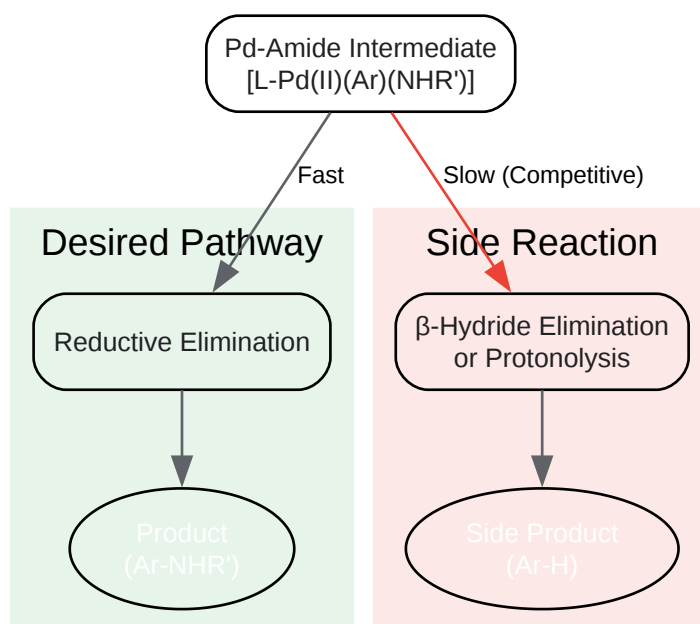 Pd-Amide Intermediate
[L-Pd(II)(Ar)(NHR')]
Fast
Slow (Competitive)
Desired Pathway
Side Reaction
Reductive Elimination
β-Hydride Elimination
or Protonolysis
Product
(Ar-NHR')
Side Product
(Ar-H)